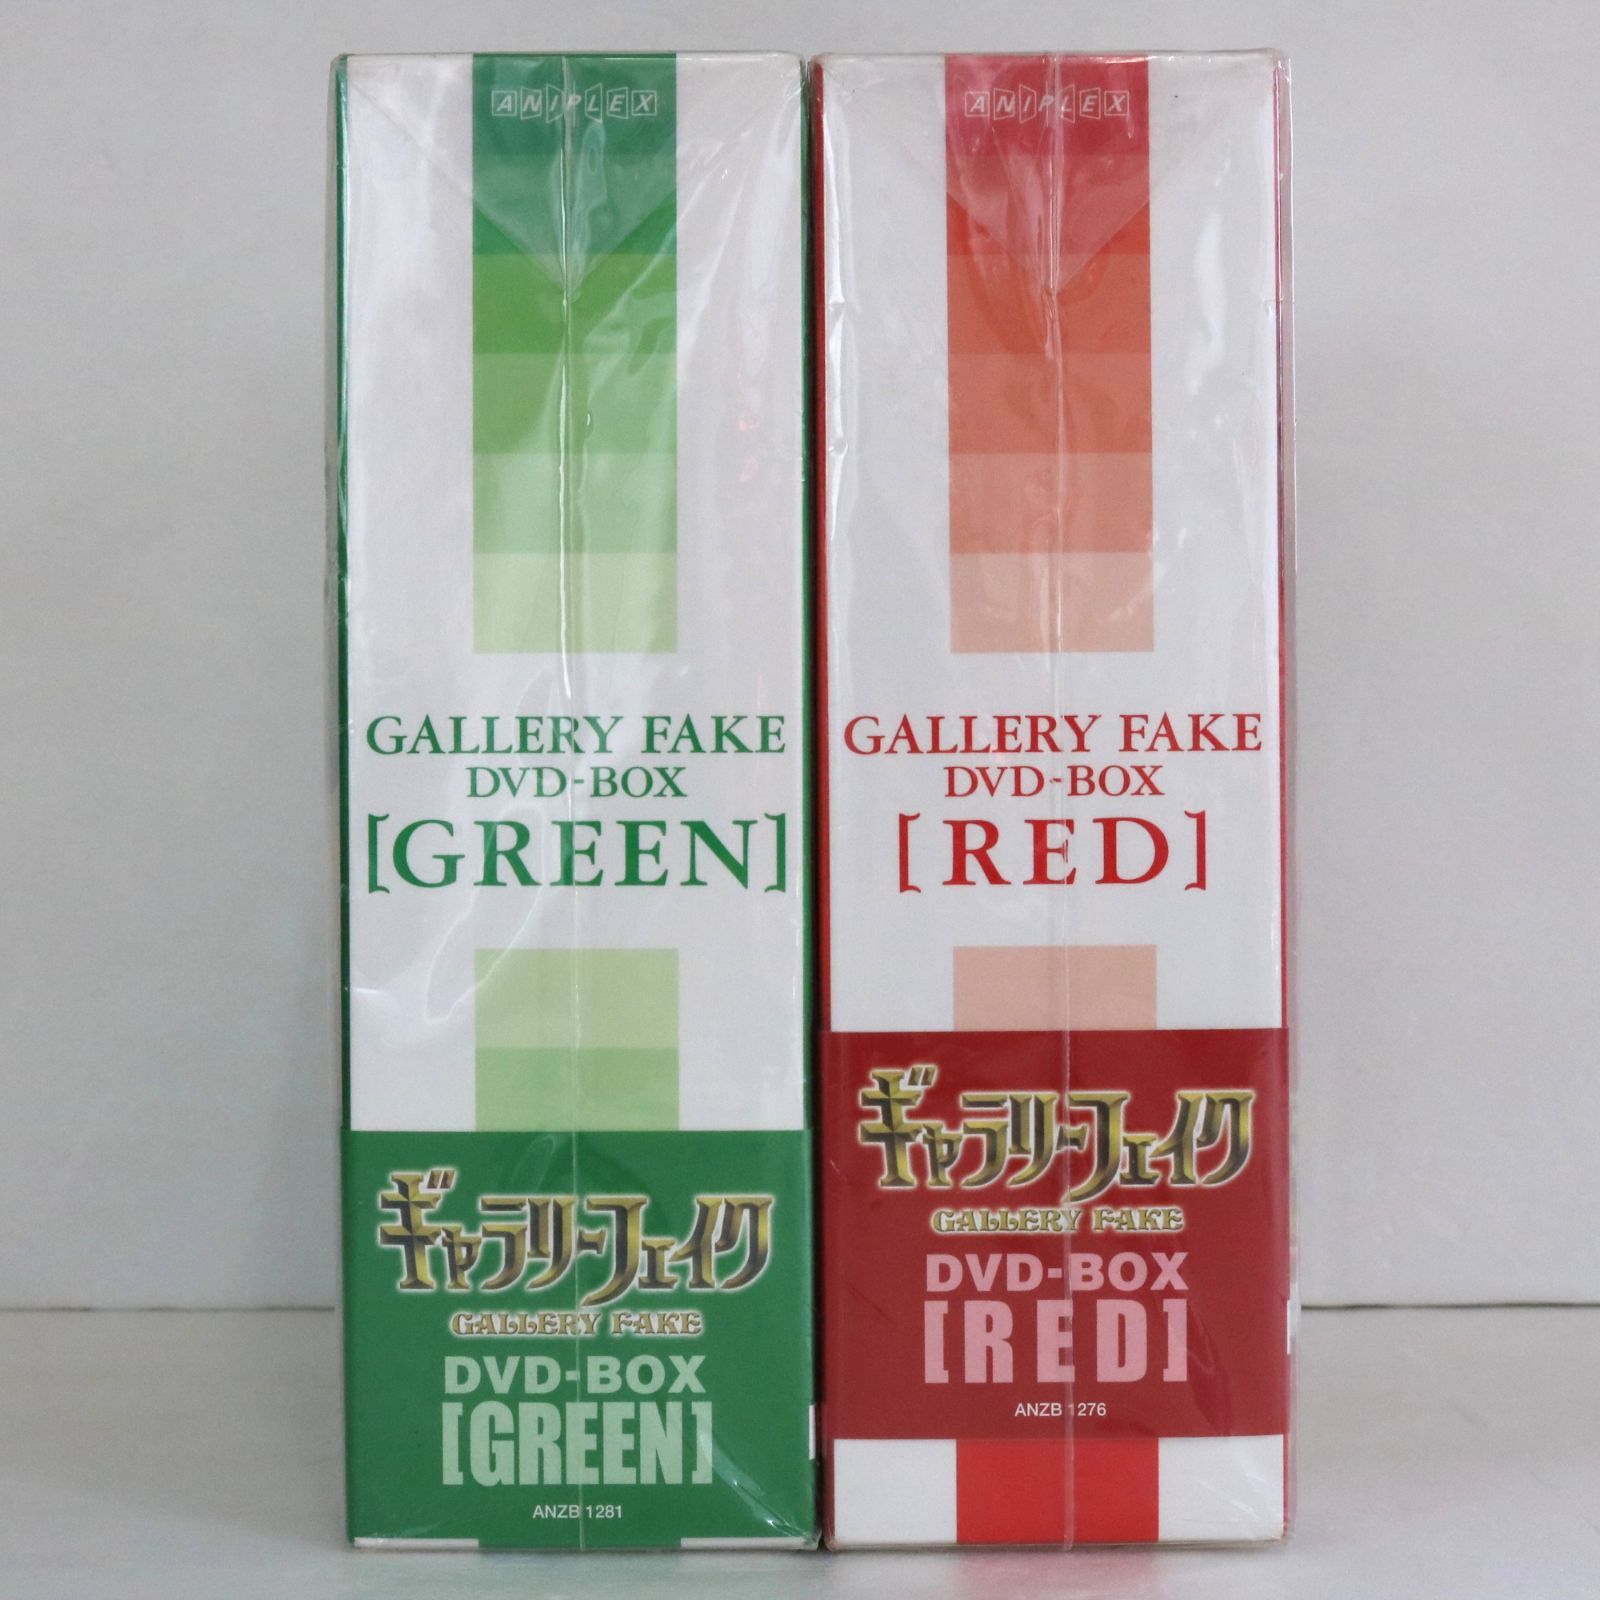 ANIPLEX
GALLERY FAKE
DVD-BOX
[GREEN]
ギャラリーフェイク
GALLERY FAKE
DVD-BOX
[GREEN]
ANZB 1281
ANIPLEX
GALLERY FAKE
DVD-BOX
[RED]
ギャラリーフェイク
GALLERY FAKE
DVD-BOX
[RED]
ANZB 1276